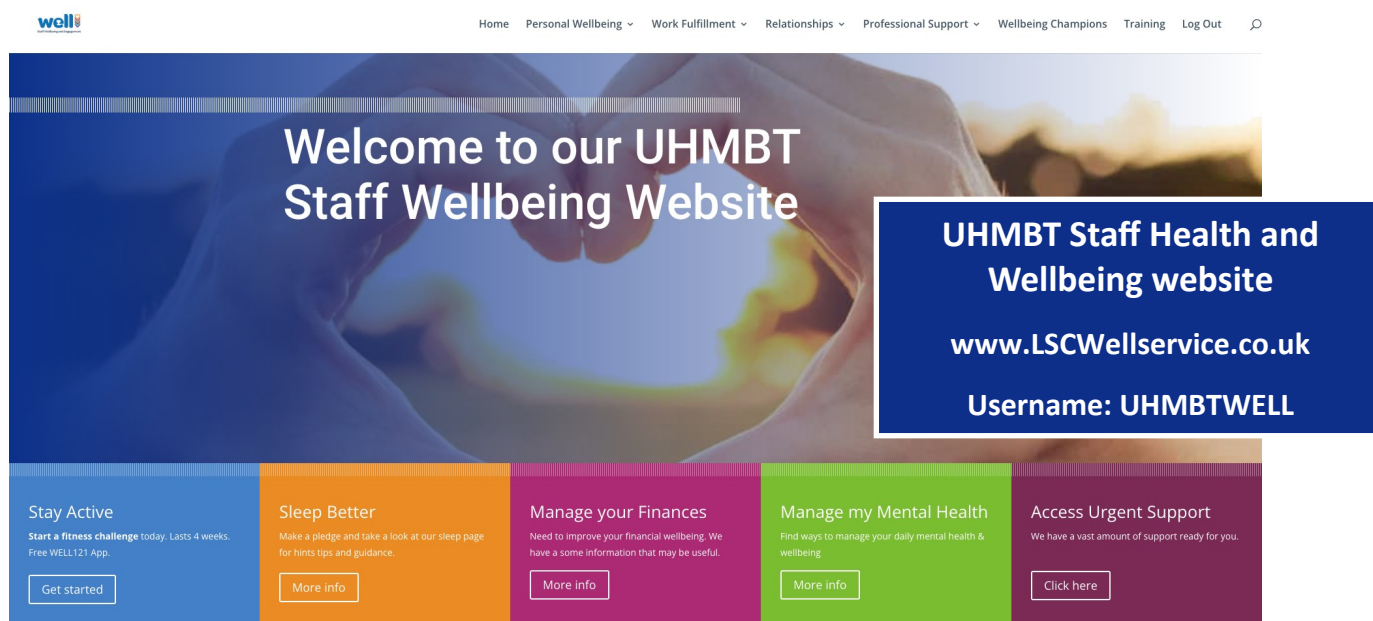 well
Staff Wellbeing and Engagement
Home Personal Wellbeing Work Fulfillment Relationships Professional Support Wellbeing Champions Training Log Out
Welcome to our UHMBT
Staff Wellbeing Website
UHMBT Staff Health and
Wellbeing website
www.LSCWellservice.co.uk
Username: UHMBTWELL
Stay Active
Start a fitness challenge today. Lasts 4 weeks.
Free WELL121 App.
Get started
Sleep Better
Make a pledge and take a look at our sleep page
for hints tips and guidance.
More info
Manage your Finances
Need to improve your financial wellbeing. We
have a some information that may be useful.
More info
Manage my Mental Health
Find ways to manage your daily mental health &
wellbeing
More info
Access Urgent Support
We have a vast amount of support ready for you.
Click here